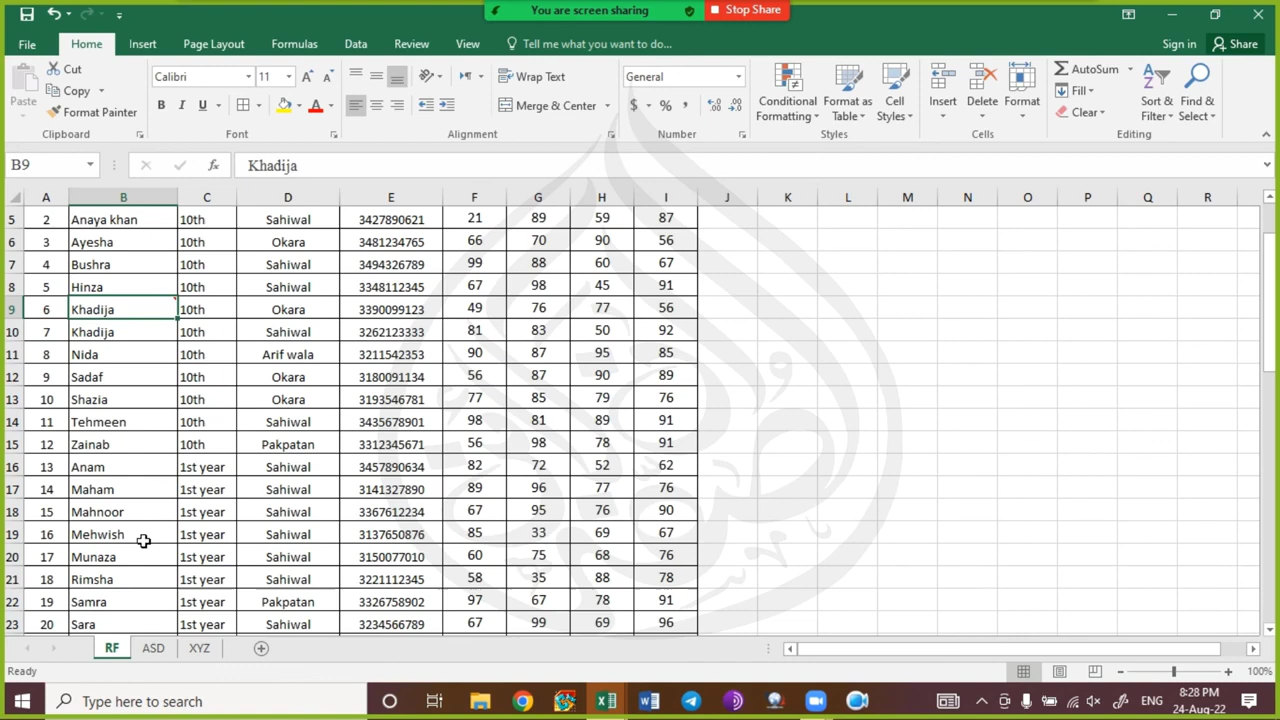 You are screen sharing Stop Share
File Home Insert Page Layout Formulas Data Review View Tell me what you want to do... Sign in Share
Cut
Copy
Format Painter
Paste
Clipboard
Calibri 11
B I U
Font
Wrap Text
Merge & Center
Alignment
General
$ % ,
Number
Conditional Formatting
Format as Table
Cell Styles
Styles
Insert Delete Format
Cells
AutoSum
Fill
Clear
Sort & Filter
Find & Select
Editing
B9 fx Khadija
A B C D E F G H I J K L M N O P Q R
5 2 Anaya khan 10th Sahiwal 3427890621 21 89 59 87
6 3 Ayesha 10th Okara 3481234765 66 70 90 56
7 4 Bushra 10th Sahiwal 3494326789 99 88 60 67
8 5 Hinza 10th Sahiwal 3348112345 67 98 45 91
9 6 Khadija 10th Okara 3390099123 49 76 77 56
10 7 Khadija 10th Sahiwal 3262123333 81 83 50 92
11 8 Nida 10th Arif wala 3211542353 90 87 95 85
12 9 Sadaf 10th Okara 3180091134 56 87 90 89
13 10 Shazia 10th Okara 3193546781 77 85 79 76
14 11 Tehmeen 10th Sahiwal 3435678901 98 81 89 91
15 12 Zainab 10th Pakpatan 3312345671 56 98 78 91
16 13 Anam 1st year Sahiwal 3457890634 82 72 52 62
17 14 Maham 1st year Sahiwal 3141327890 89 96 77 76
18 15 Mahnoor 1st year Sahiwal 3367612234 67 95 76 90
19 16 Mehwish 1st year Sahiwal 3137650876 85 33 69 67
20 17 Munaza 1st year Sahiwal 3150077010 60 75 68 76
21 18 Rimsha 1st year Sahiwal 3221112345 58 35 88 78
22 19 Samra 1st year Pakpatan 3326758902 97 67 78 91
23 20 Sara 1st year Sahiwal 3234566789 67 99 69 96
RF ASD XYZ
Ready 100%
Type here to search ENG 8:28 PM
24-Aug-22